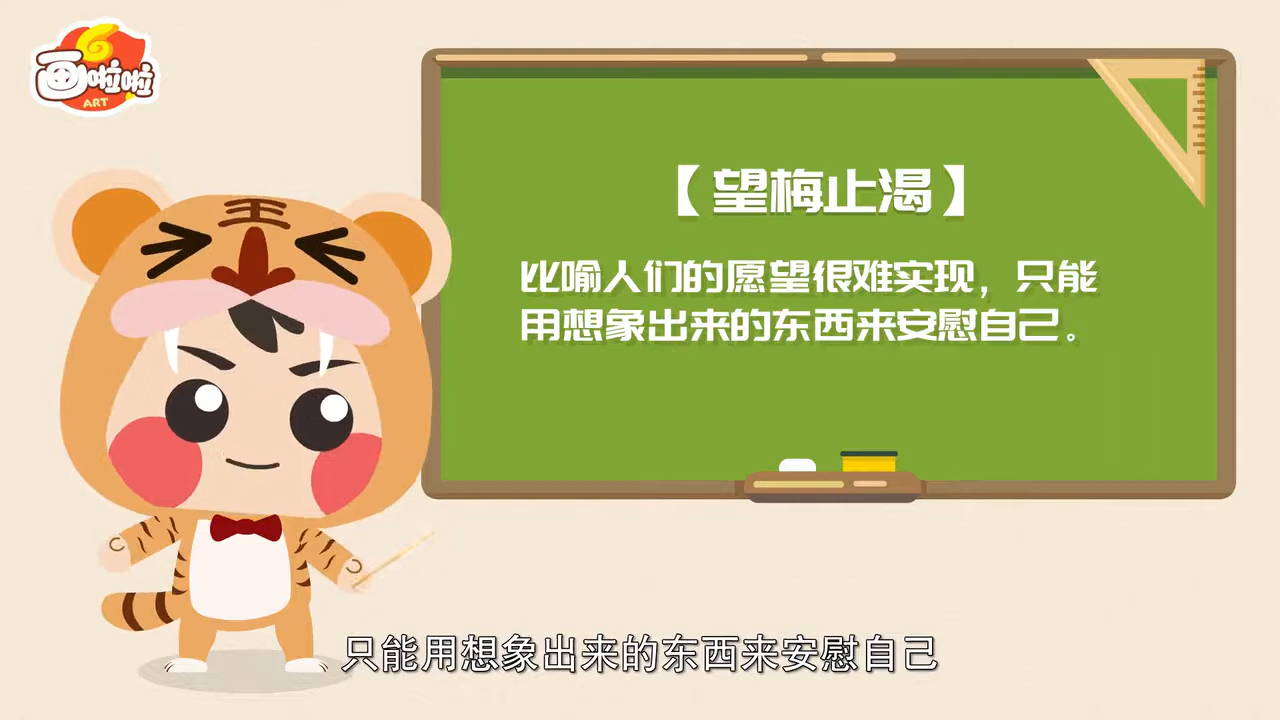 画啦啦
ART
王
【望梅止渴】
比喻人们的愿望很难实现，只能
用想象出来的东西来安慰自己。
只能用想象出来的东西来安慰自己